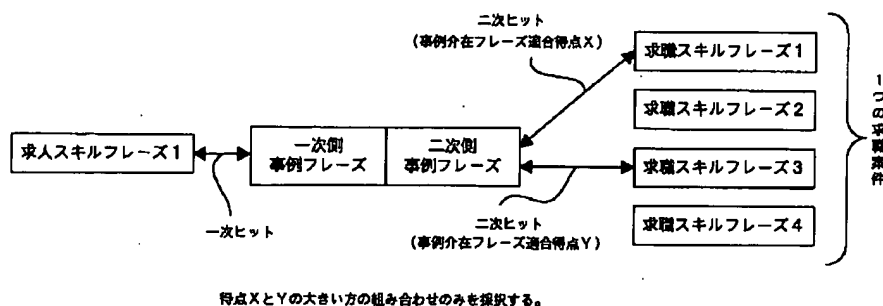 二次ヒット
(事例介在フレーズ適合得点X)
求職スキルフレーズ1
求職スキルフレーズ2
求人スキルフレーズ1
一次側
事例フレーズ
二次側
事例フレーズ
求職スキルフレーズ3
一次ヒット
二次ヒット
(事例介在フレーズ適合得点Y)
求職スキルフレーズ4
1つの求職案件
得点XとYの大きい方の組み合わせのみを採択する。